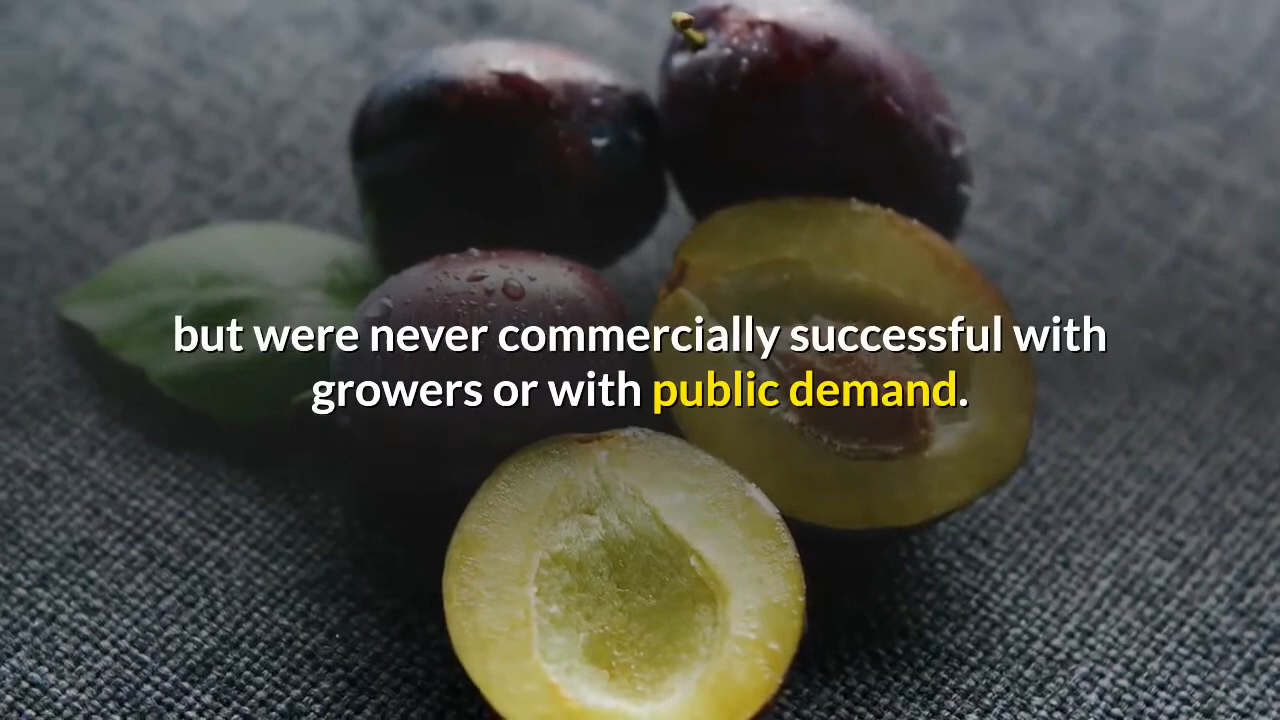 but were never commercially successful with
growers or with public demand.